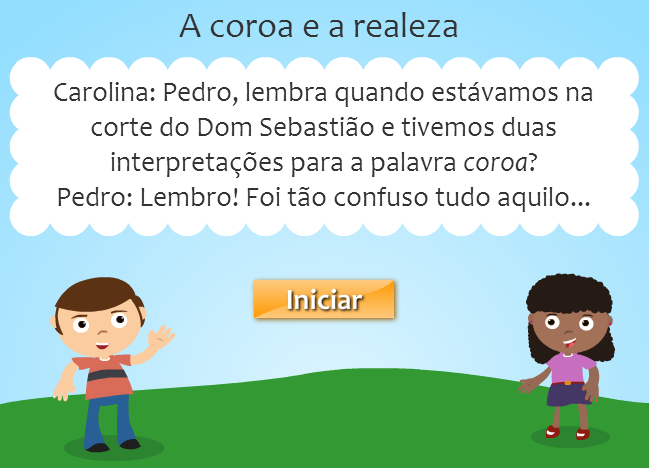 A coroa e a realeza
Carolina: Pedro, lembra quando estávamos na
corte do Dom Sebastião e tivemos duas
interpretações para a palavra coroa?
Pedro: Lembro! Foi tão confuso tudo aquilo...
Iniciar